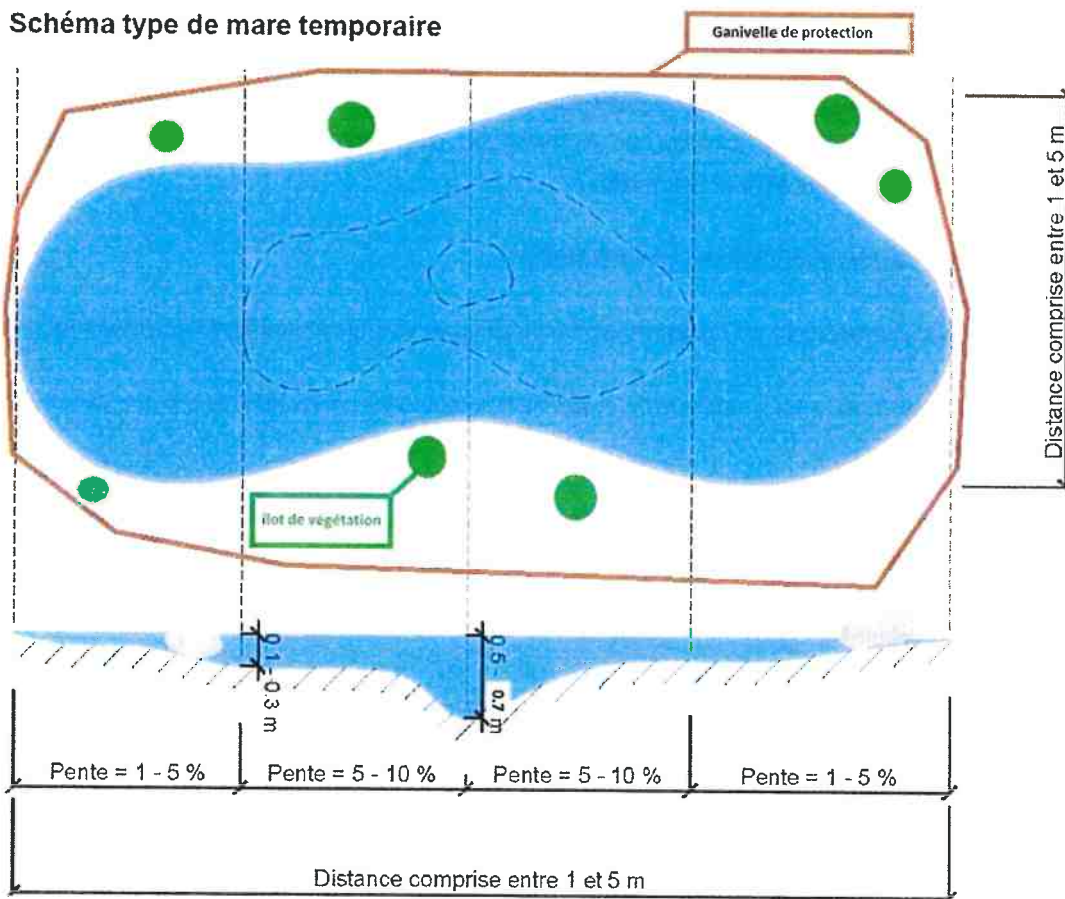 Schéma type de mare temporaire
Ganivelle de protection
Distance comprise entre 1 et 5 m
îlot de végétation
0,1 - 0,3 m
0,5 - 0,7 m
Pente = 1 - 5 %
Pente = 5 - 10 %
Pente = 5 - 10 %
Pente = 1 - 5 %
Distance comprise entre 1 et 5 m